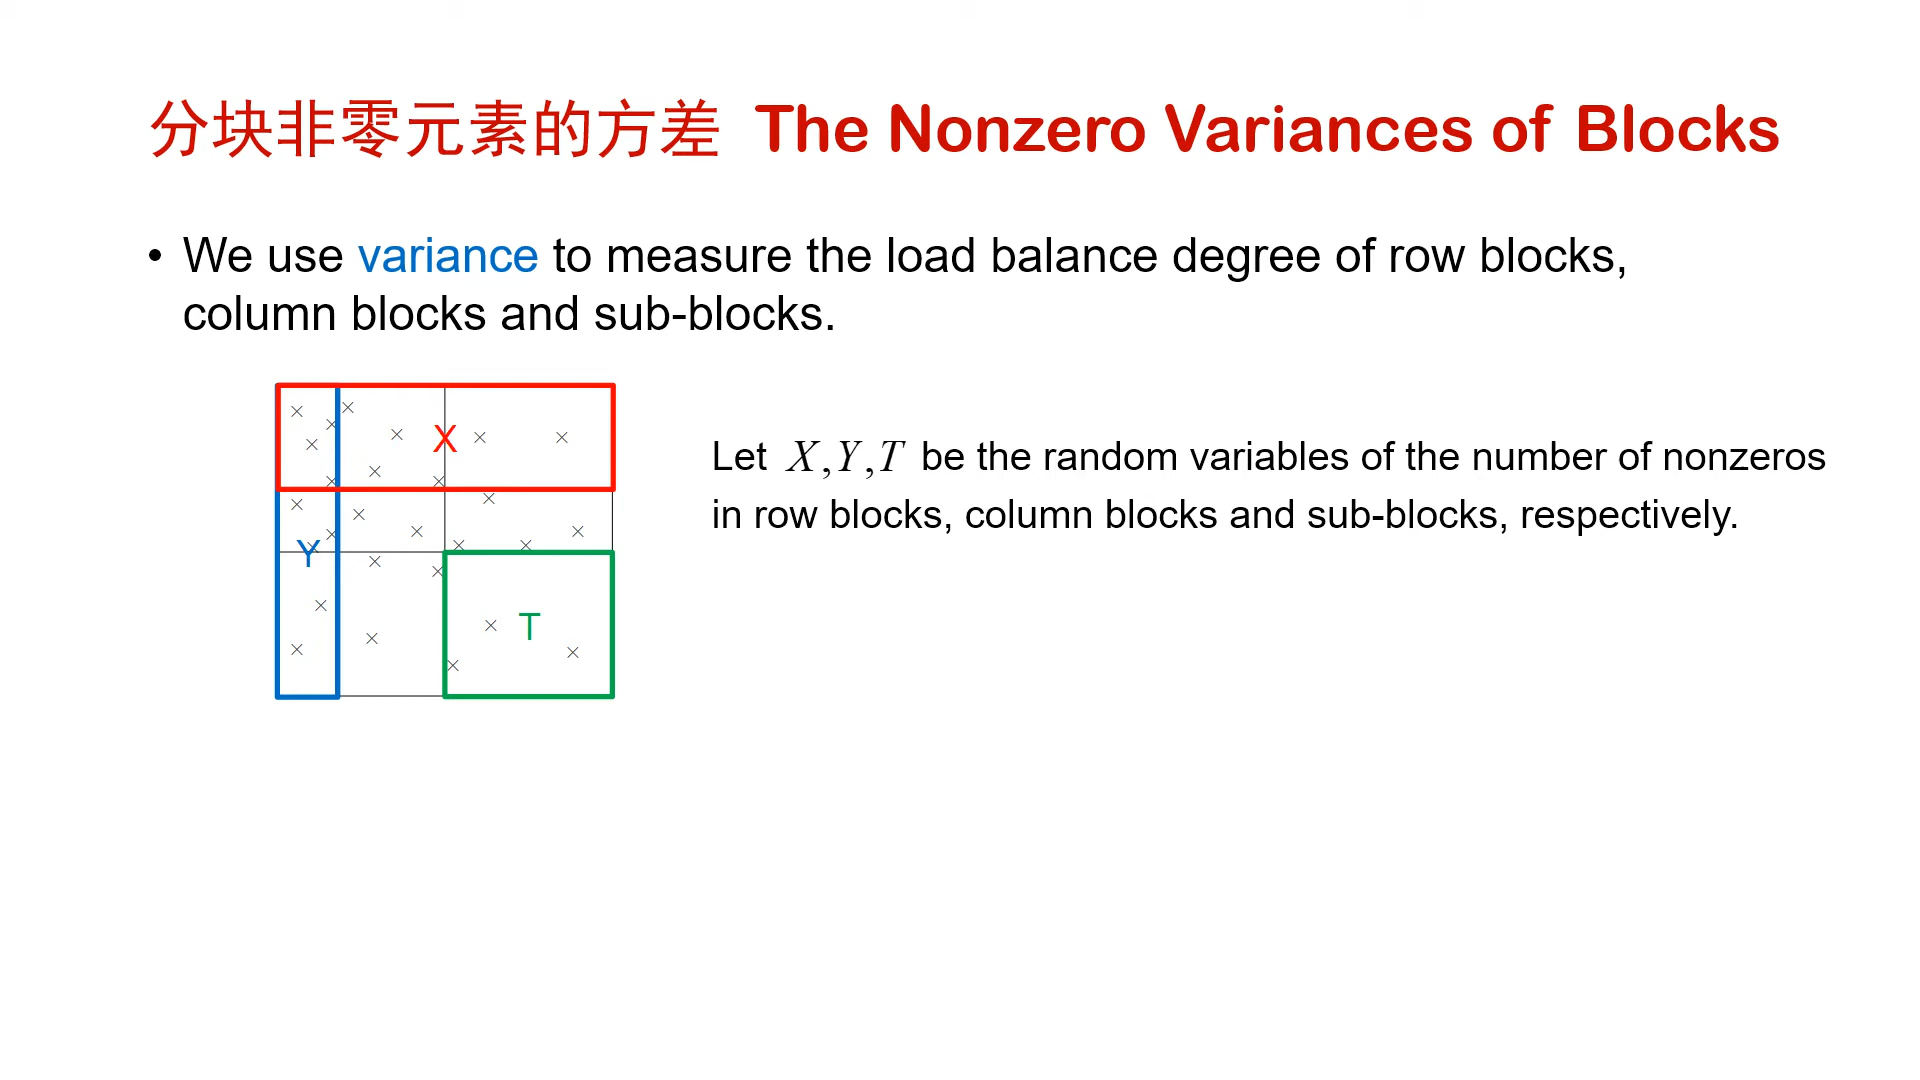 分块非零元素的方差 The Nonzero Variances of Blocks
• We use variance to measure the load balance degree of row blocks,
column blocks and sub-blocks.
X
Y
T
Let X,Y,T be the random variables of the number of nonzeros
in row blocks, column blocks and sub-blocks, respectively.